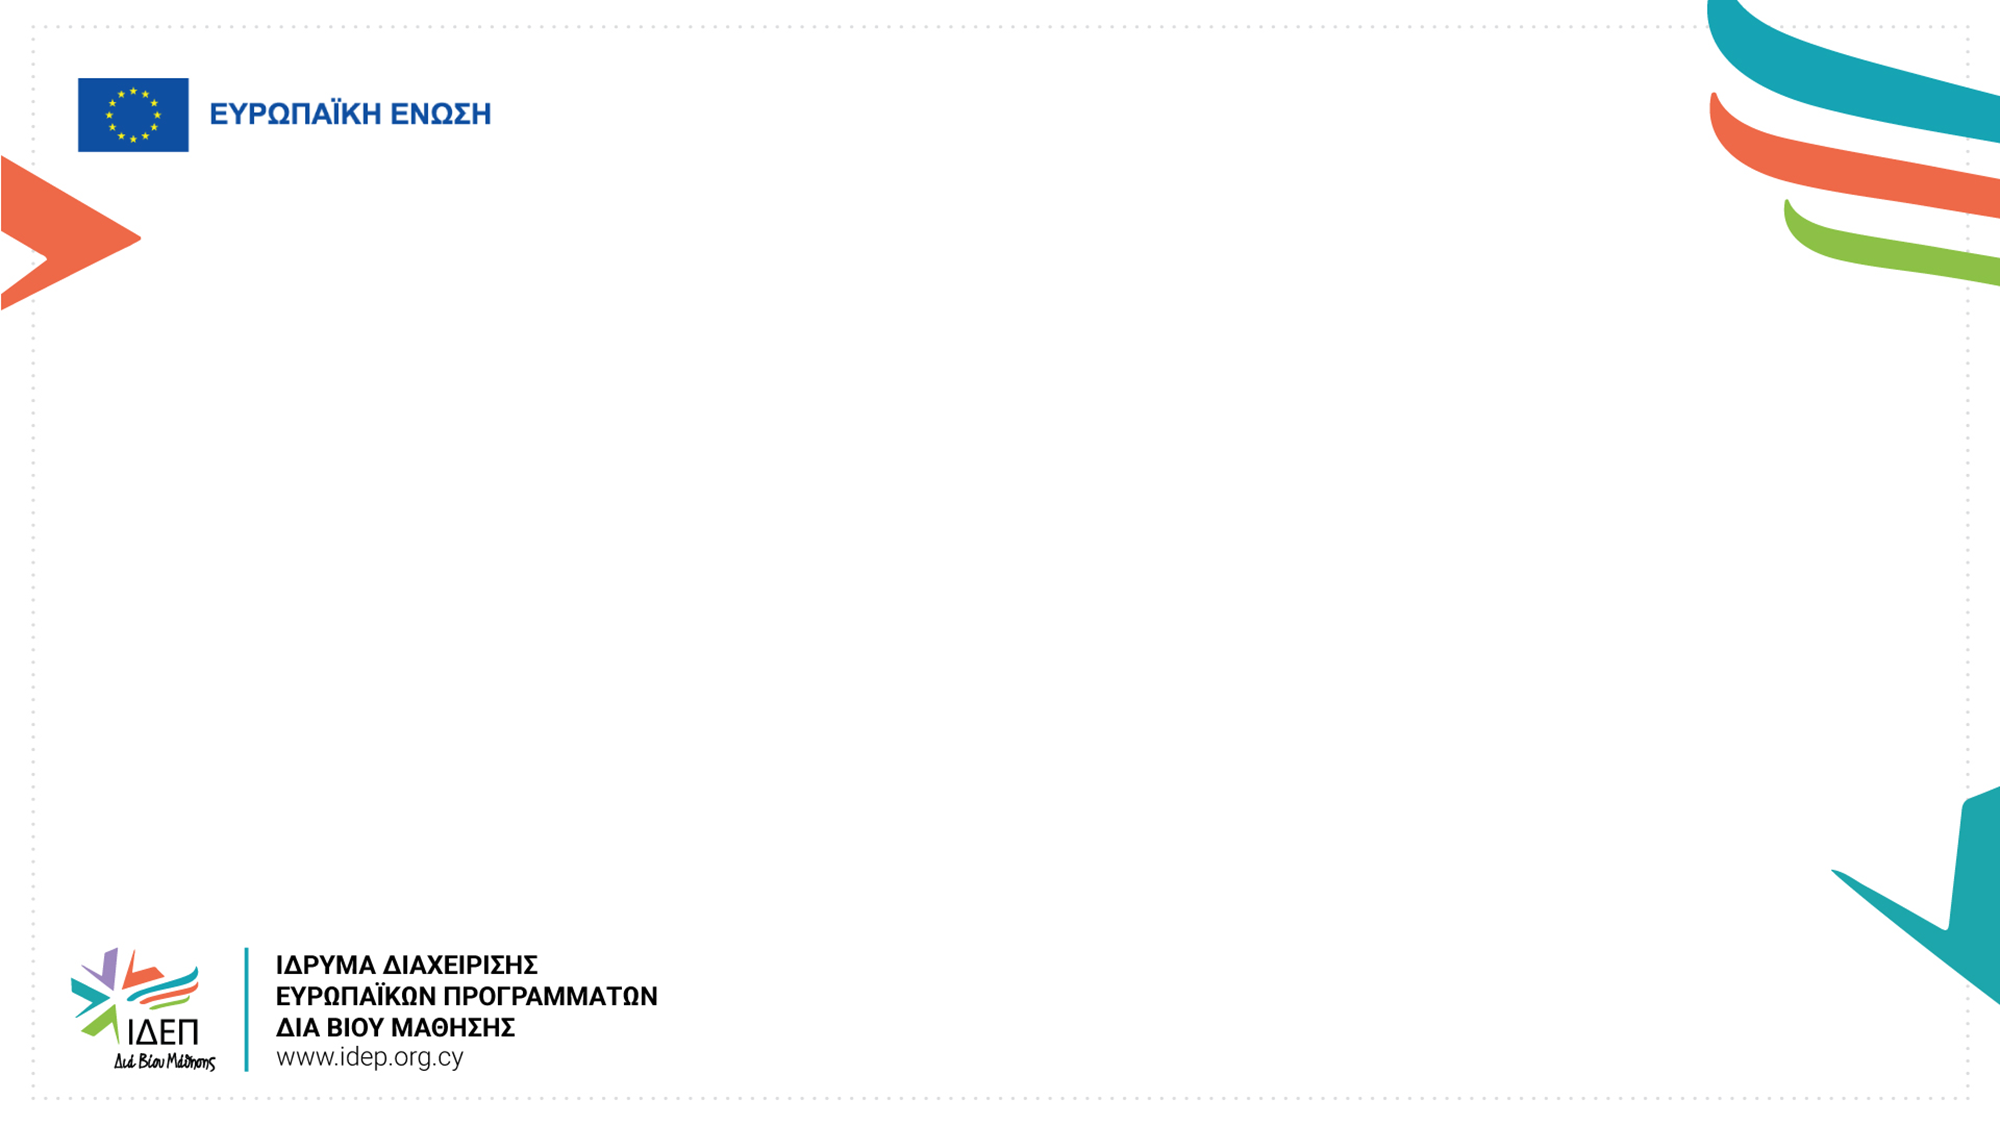 ΕΥΡΩΠΑΪΚΗ ΕΝΩΣΗ
ΙΔΡΥΜΑ ΔΙΑΧΕΙΡΙΣΗΣ
ΕΥΡΩΠΑΪΚΩΝ ΠΡΟΓΡΑΜΜΑΤΩΝ
ΔΙΑ ΒΙΟΥ ΜΑΘΗΣΗΣ
www.idep.org.cy
ΙΔΕΠ
Διά Βίου Μάθησης